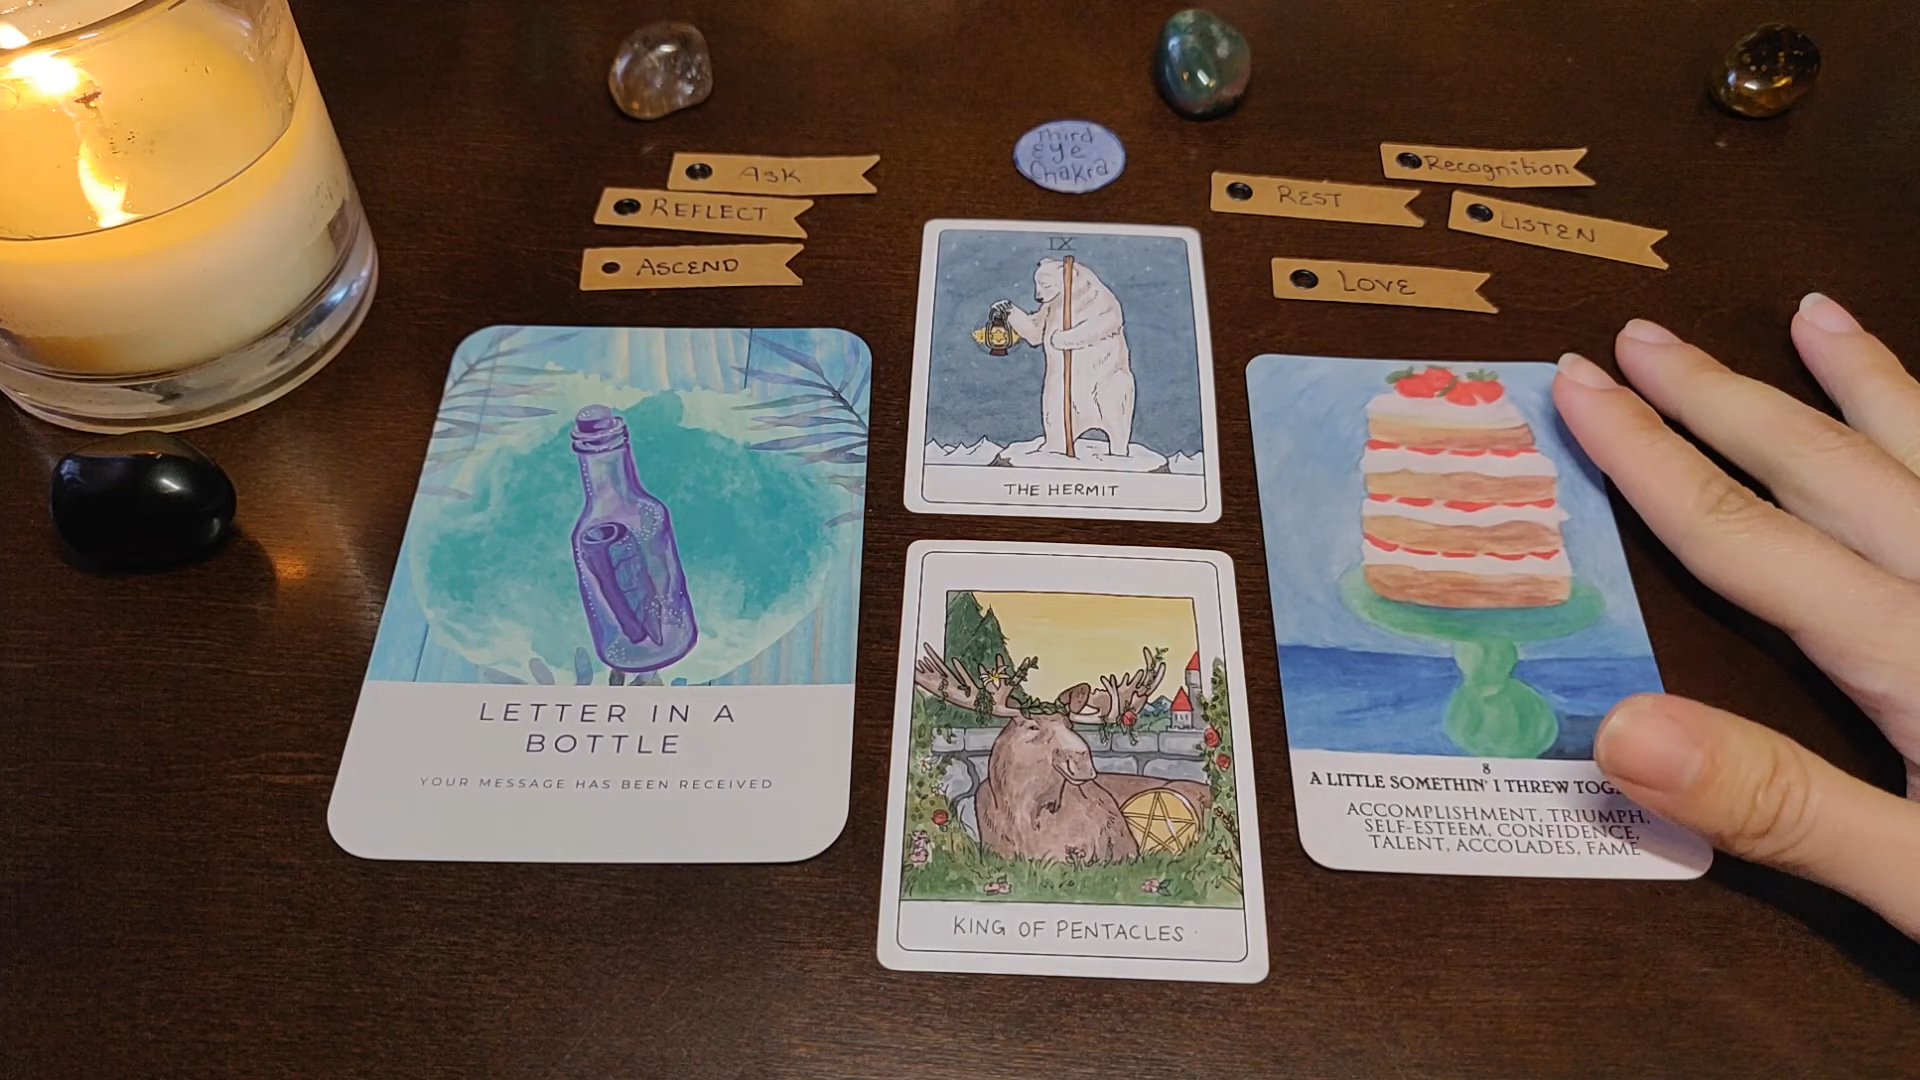 Ask
REFLECT
ASCEND
Third
Eye
Chakra
Recognition
REST
LISTEN
LOVE
IX
THE HERMIT
LETTER IN A
BOTTLE
YOUR MESSAGE HAS BEEN RECEIVED
KING OF PENTACLES
8
A LITTLE SOMETHIN' I THREW
ACCOMPLISHMENT, TRIUMPH,
SELF-ESTEEM, CONFIDENCE,
TALENT, ACCOLADES, FAME